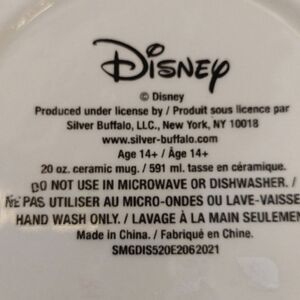 Disney
© Disney
Produced under license by / Produit sous licence par
Silver Buffalo, LLC., New York, NY 10018
www.silver-buffalo.com
Age 14+ / Âge 14+
20 oz. ceramic mug. / 591 ml. tasse en céramique.
DO NOT USE IN MICROWAVE OR DISHWASHER. /
NE PAS UTILISER AU MICRO-ONDES OU LAVE-VAISSE
HAND WASH ONLY. / LAVAGE À LA MAIN SEULEMEN
Made in China. / Fabriqué en Chine.
SMGDIS520E2062021